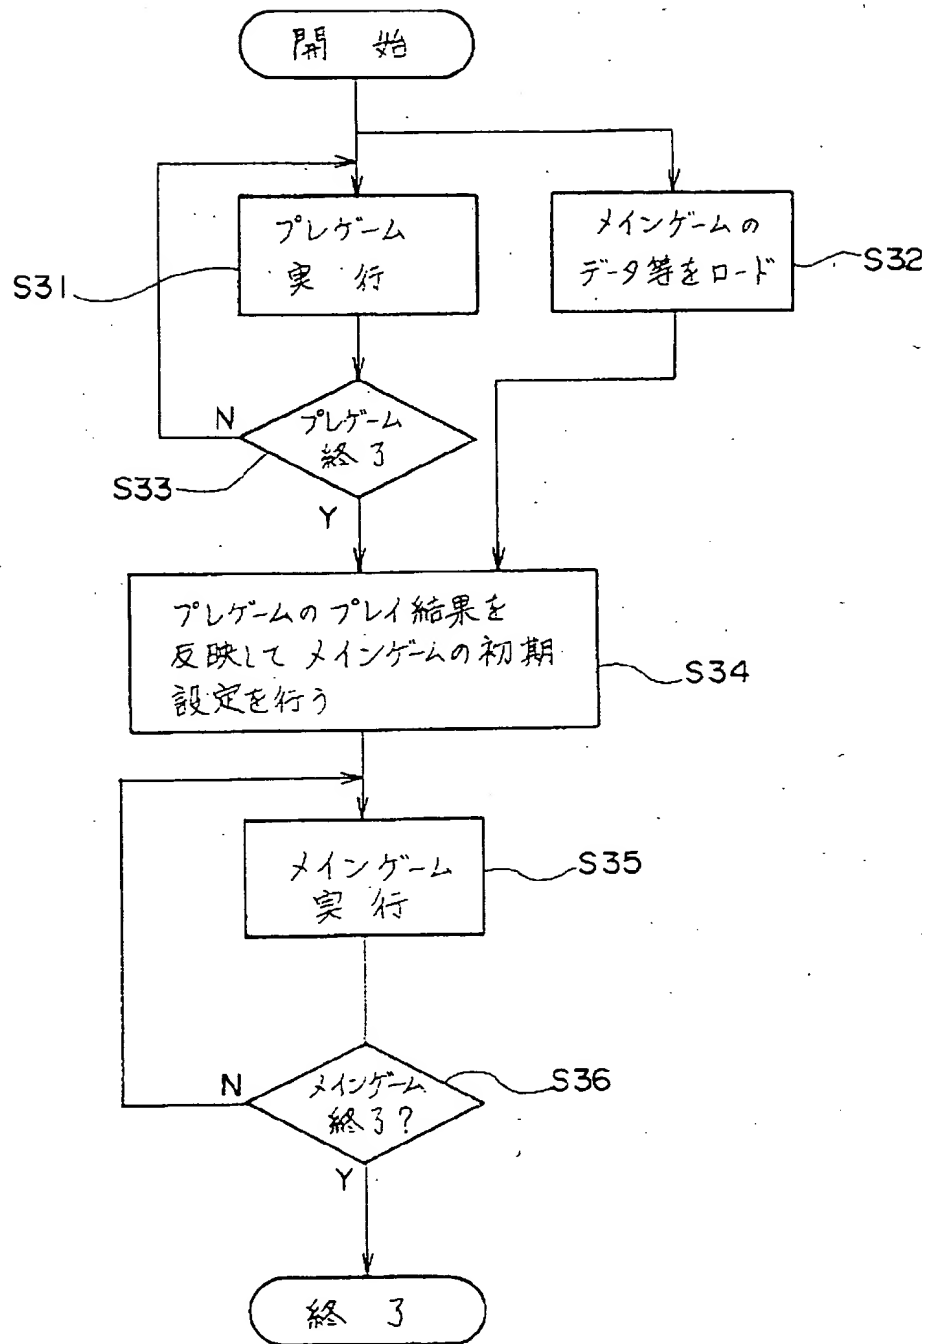 開 始
プレゲーム
実 行
S31
メインゲームの
データ等をロード
S32
プレゲーム
終了
N
S33
Y
プレゲームのプレイ結果を
反映して メインゲームの初期
設定を行う
S34
メインゲーム
実 行
S35
メインゲーム
終了?
N
S36
Y
終 了